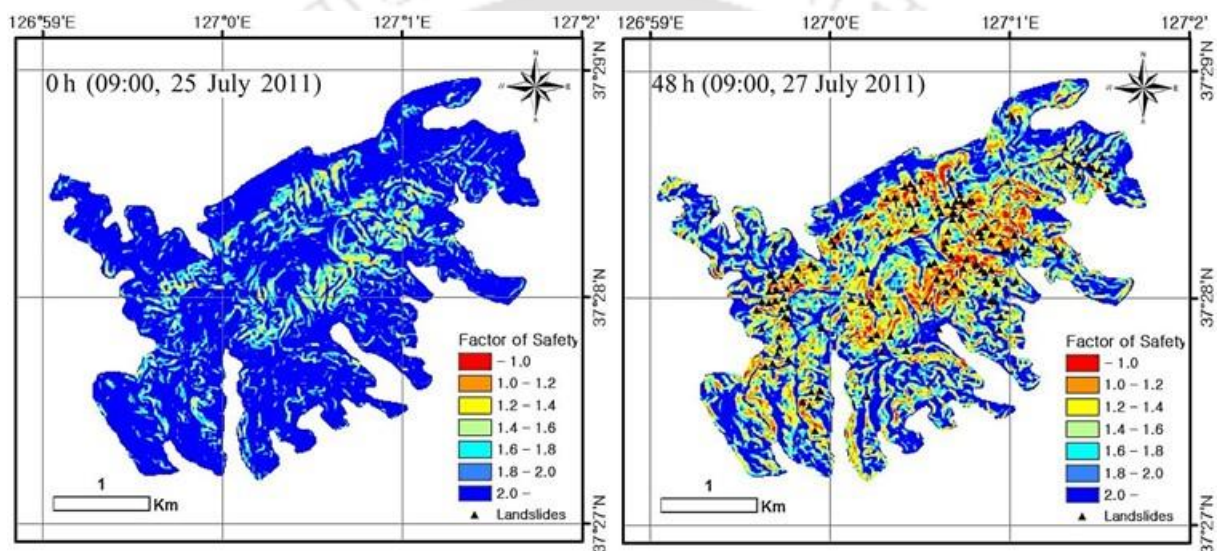 126°59'E 127°0'E 127°1'E 127°2'
0 h (09:00, 25 July 2011)
N
37°29'N
37°28'N
Factor of Safety
– 1.0
1.0 – 1.2
1.2 – 1.4
1.4 – 1.6
1.6 – 1.8
1.8 – 2.0
2.0 –
Landslides
1
Km
37°27'N
126°59'E 127°0'E 127°1'E 127°2'
48 h (09:00, 27 July 2011)
N
37°29'N
37°28'N
Factor of Safety
– 1.0
1.0 – 1.2
1.2 – 1.4
1.4 – 1.6
1.6 – 1.8
1.8 – 2.0
2.0 –
Landslides
1
Km
37°27'N